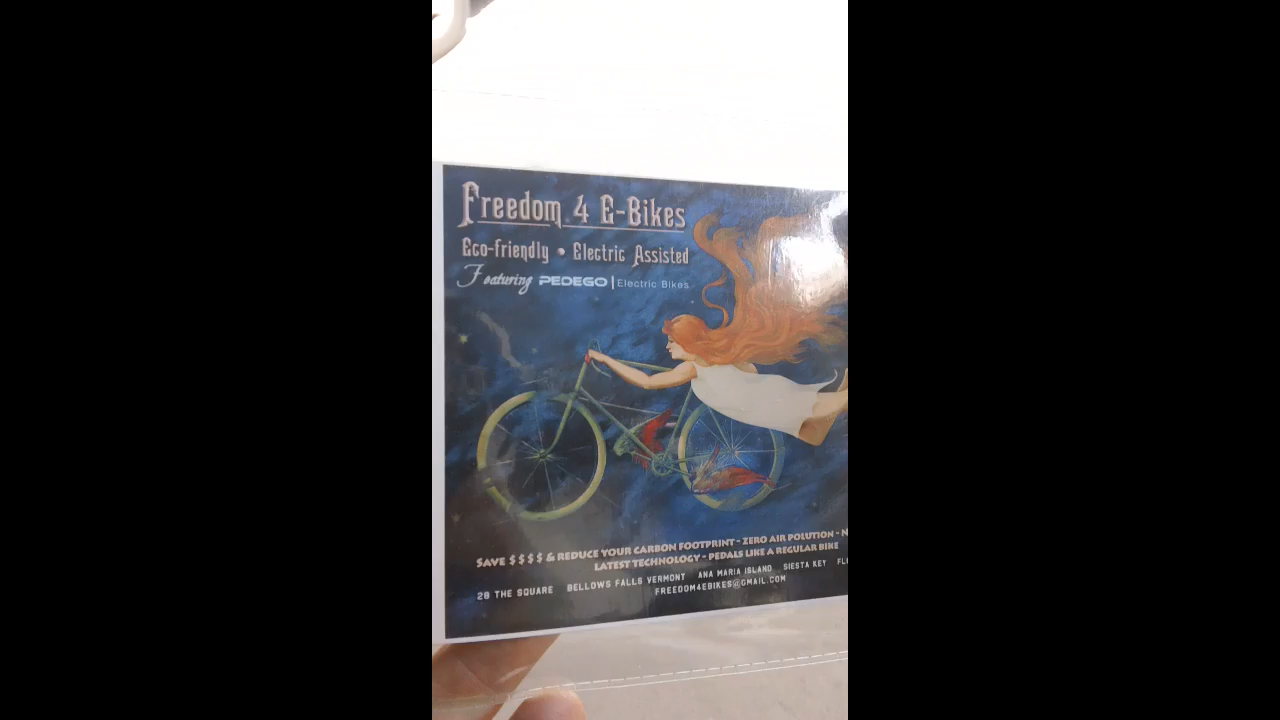 Freedom 4 E-Bikes
Eco-friendly • Electric Assisted
Featuring PEDEGO | Electric Bikes
SAVE $$$$ & REDUCE YOUR CARBON FOOTPRINT - ZERO AIR POLUTION -
LATEST TECHNOLOGY - PEDALS LIKE A REGULAR BIKE
28 THE SQUARE BELLOWS FALLS VERMONT ANA MARIA ISLAND SIESTA KEY
FREEDOM4EBIKES@GMAIL.COM